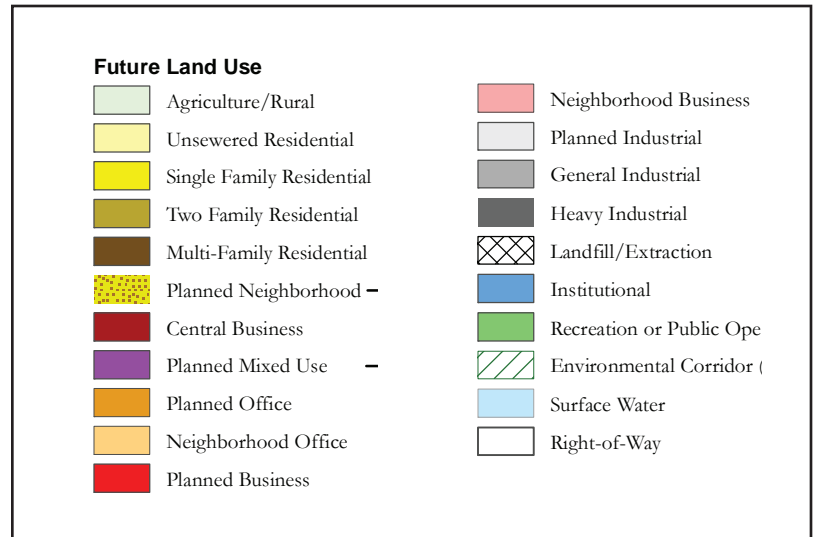 Future Land Use
Agriculture/Rural
Unsewered Residential
Single Family Residential
Two Family Residential
Multi-Family Residential
Planned Neighborhood –
Central Business
Planned Mixed Use –
Planned Office
Neighborhood Office
Planned Business
Neighborhood Business
Planned Industrial
General Industrial
Heavy Industrial
Landfill/Extraction
Institutional
Recreation or Public Ope
Environmental Corridor (
Surface Water
Right-of-Way